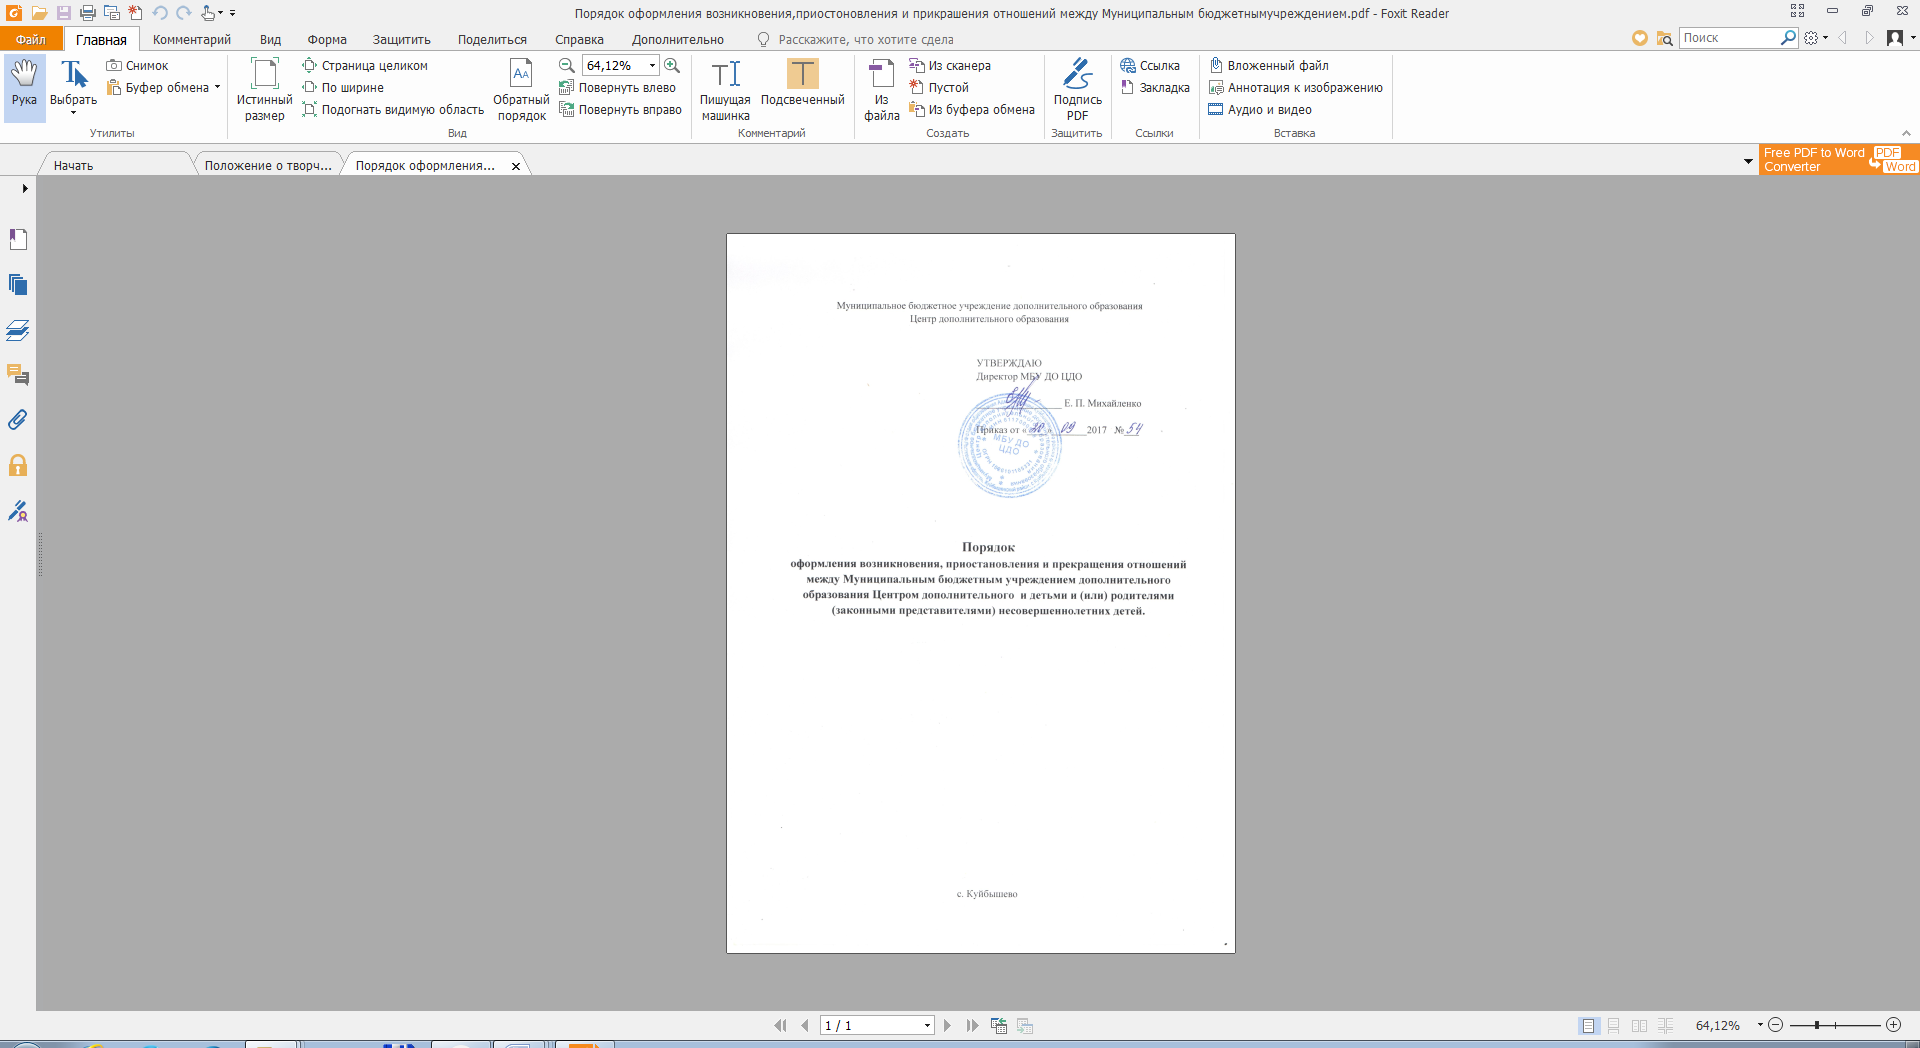 Порядок оформления возникновения,приостоновления и прикрашения отношений между Муниципальным бюджетнымучреждением.pdf - Foxit Reader
Файл Главная Комментарий Вид Форма Защитить Поделиться Справка Дополнительно Расскажите, что хотите сдела Поиск
Рука
Выбрать
Снимок
Буфер обмена
Утилиты
Истинный размер
Страница целиком
По ширине
Подогнать видимую область
Обратный порядок
64,12%
Повернуть влево
Повернуть вправо
Вид
Пишущая машинка
Подсвеченный
Комментарий
Из файла
Из сканера
Пустой
Из буфера обмена
Создать
Подпись PDF
Защитить
Ссылка
Закладка
Ссылки
Вложенный файл
Аннотация к изображению
Аудио и видео
Вставка
Начать
Положение о творч...
Порядок оформления...
Free PDF to Word
Converter
PDF
Word
Муниципальное бюджетное учреждение дополнительного образования
Центр дополнительного образования
УТВЕРЖДАЮ
Директор МБУ ДО ЦДО
Е. П. Михайленко
Приказ от « 20 » 09 2017 № 54
МБУ ДО
ЦДО
Порядок
оформления возникновения, приостановления и прекращения отношений
между Муниципальным бюджетным учреждением дополнительного
образования Центром дополнительного и детьми и (или) родителями
(законными представителями) несовершеннолетних детей.
с. Куйбышево
1 / 1
64,12%